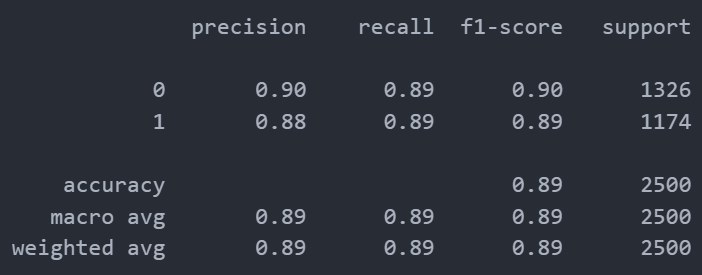 precision recall f1-score support
0 0.90 0.89 0.90 1326
1 0.88 0.89 0.89 1174
accuracy 0.89 2500
macro avg 0.89 0.89 0.89 2500
weighted avg 0.89 0.89 0.89 2500